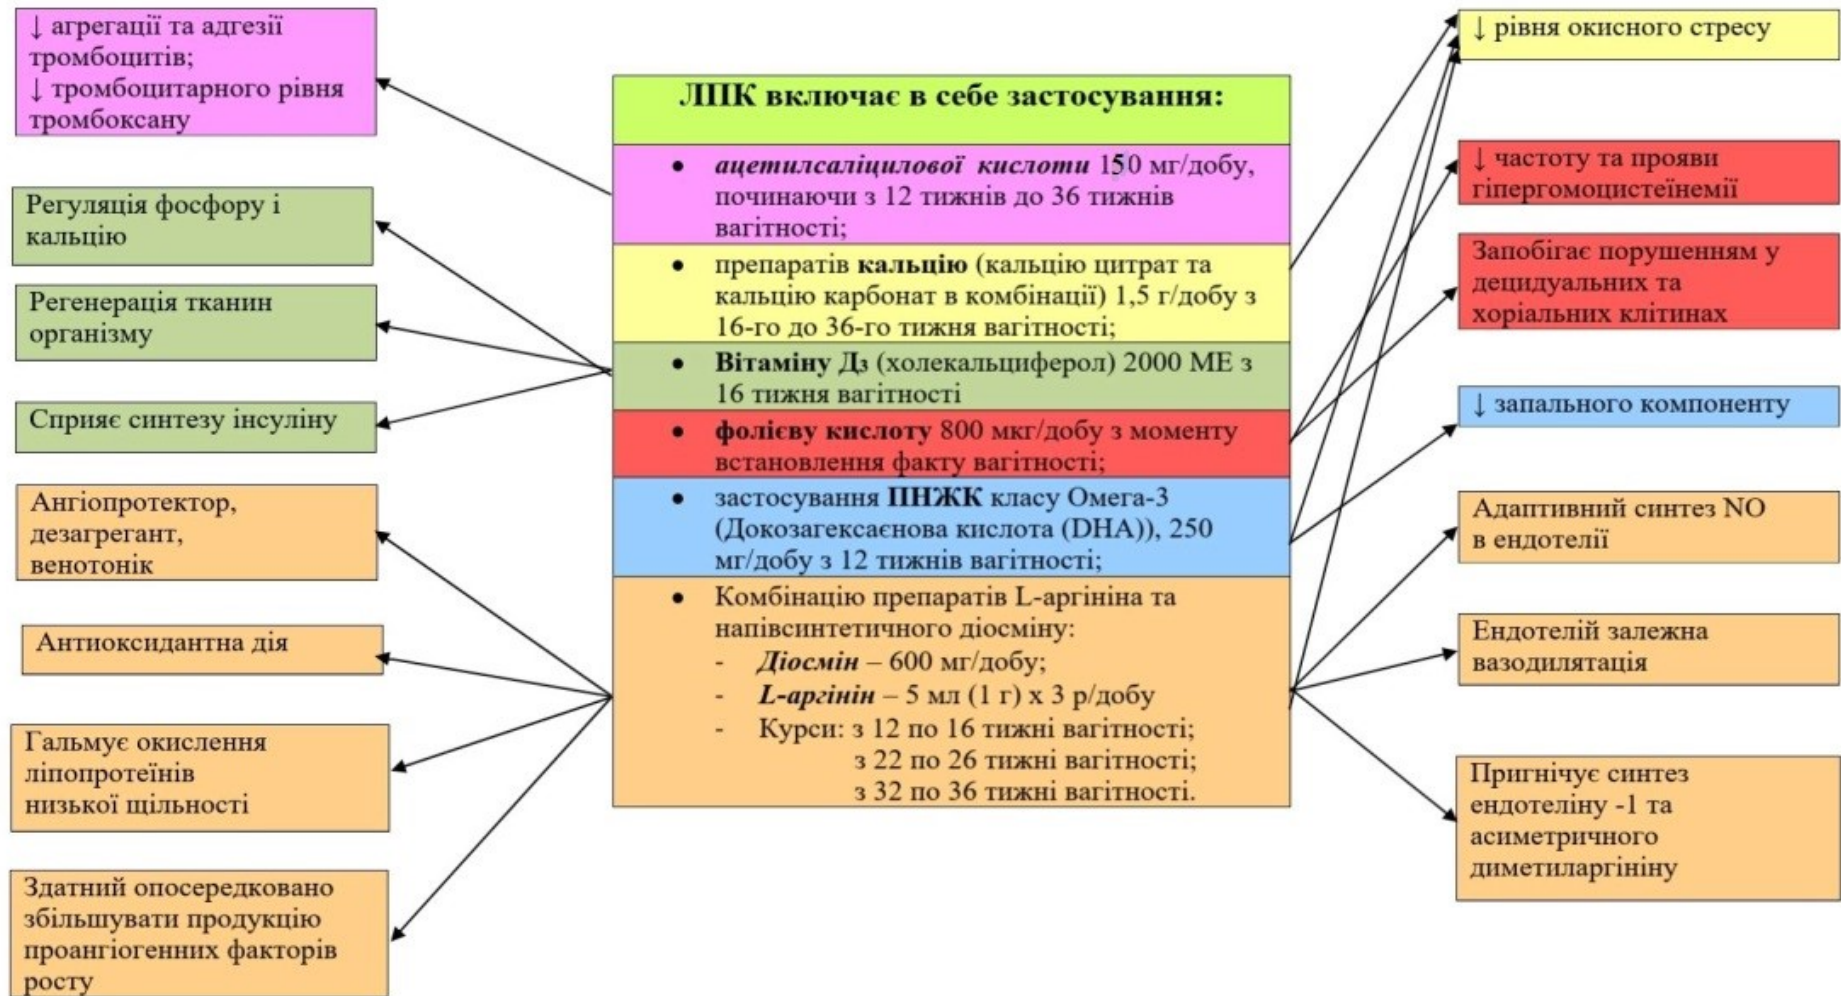 ↓ агрегації та адгезії
тромбоцитів;
↓ тромбоцитарного рівня
тромбоксану
Регуляція фосфору і
кальцію
Регенерація тканин
організму
Сприяє синтезу інсуліну
Ангіопротектор,
дезагрегант,
венотонік
Антиоксидантна дія
Гальмує окислення
ліпопротеїнів
низької щільності
Здатний опосередковано
збільшувати продукцію
проангіогенних факторів
росту
ЛПК включає в себе застосування:
• ацетилсаліцилової кислоти 150 мг/добу,
починаючи з 12 тижнів до 36 тижнів
вагітності;
• препаратів кальцію (кальцію цитрат та
кальцію карбонат в комбінації) 1,5 г/добу з
16-го до 36-го тижня вагітності;
• Вітаміну Д₃ (холекальциферол) 2000 МЕ з
16 тижня вагітності
• фолієву кислоту 800 мкг/добу з моменту
встановлення факту вагітності;
• застосування ПНЖК класу Омега-3
(Докозагексаєнова кислота (DHA)), 250
мг/добу з 12 тижнів вагітності;
• Комбінацію препаратів L-аргініна та
напівсинтетичного діосміну:
- Діосмін – 600 мг/добу;
- L-аргінін – 5 мл (1 г) х 3 р/добу
- Курси: з 12 по 16 тижні вагітності;
з 22 по 26 тижні вагітності;
з 32 по 36 тижні вагітності.
↓ рівня окисного стресу
↓ частоту та прояви
гіпергомоцистеїнемії
Запобігає порушенням у
децидуальних та
хоріальних клітинах
↓ запального компоненту
Адаптивний синтез NO
в ендотелії
Ендотелій залежна
вазодилятація
Пригнічує синтез
ендотеліну -1 та
асиметричного
диметиларгініну